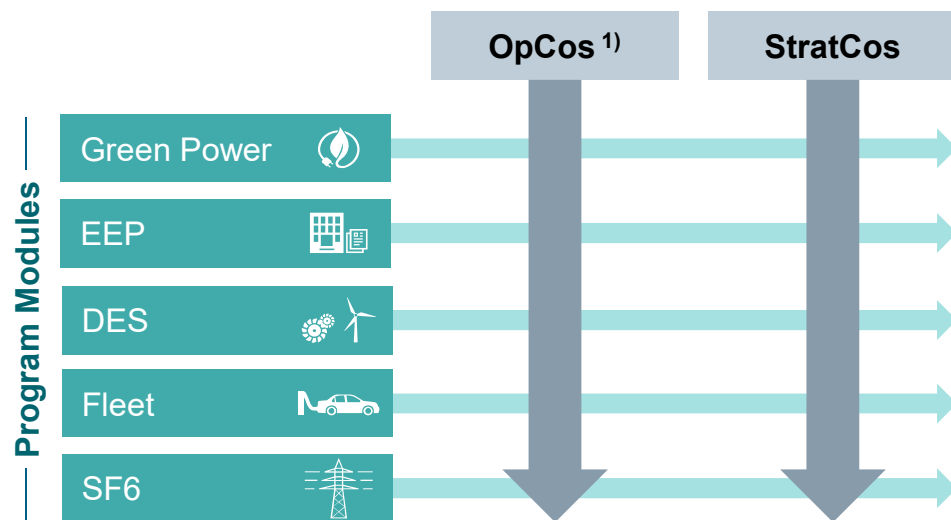 OpCos 1)
StratCos
Program Modules
Green Power
EEP
DES
Fleet
SF6